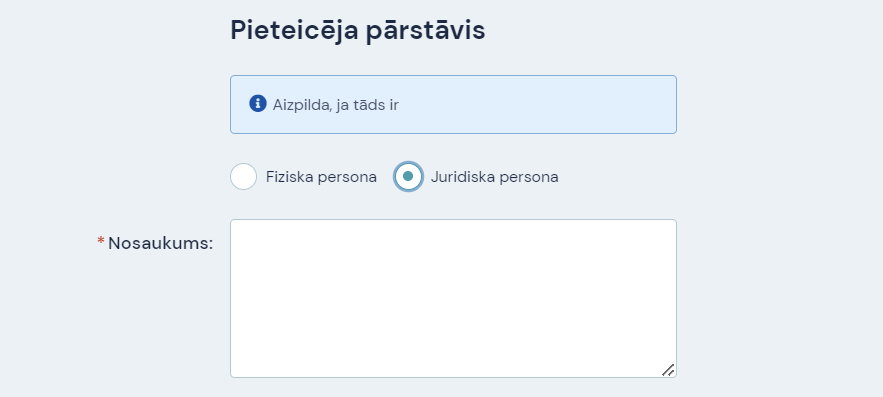 Pieteicēja pārstāvis
Aizpilda, ja tāds ir
Fiziska persona Juridiska persona
* Nosaukums: